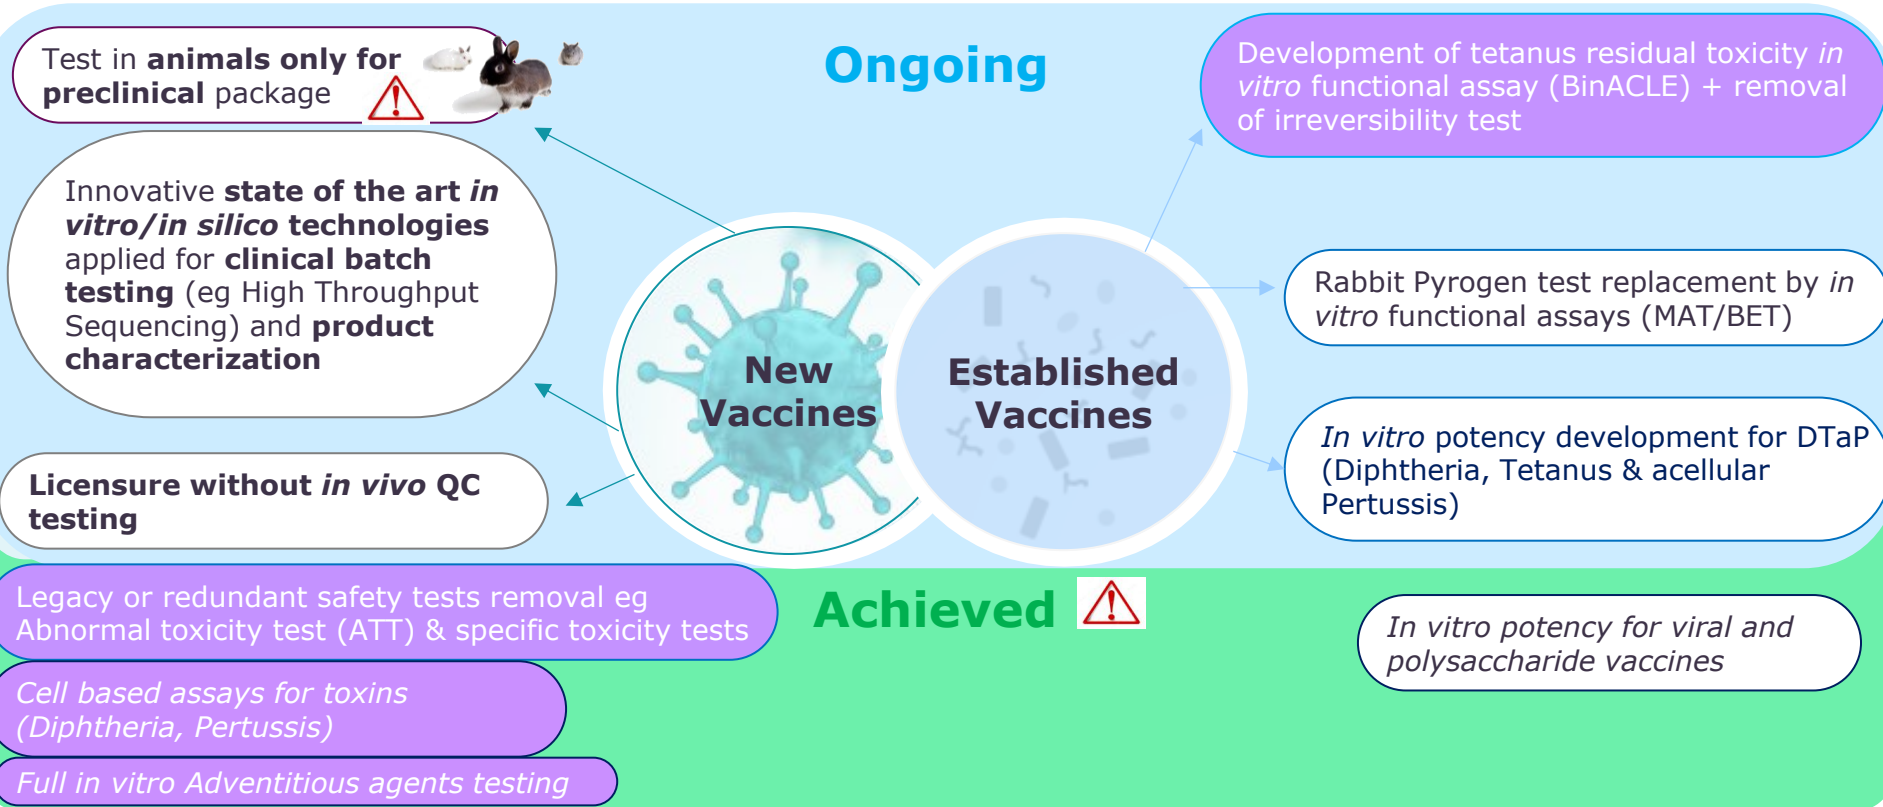 Ongoing
Test in animals only for
preclinical package
Innovative state of the art in
vitro/in silico technologies
applied for clinical batch
testing (eg High Throughput
Sequencing) and product
characterization
Licensure without in vivo QC
testing
New
Vaccines
Established
Vaccines
Development of tetanus residual toxicity in
vitro functional assay (BinACLE) + removal
of irreversibility test
Rabbit Pyrogen test replacement by in
vitro functional assays (MAT/BET)
In vitro potency development for DTaP
(Diphtheria, Tetanus & acellular
Pertussis)
Achieved
Legacy or redundant safety tests removal eg
Abnormal toxicity test (ATT) & specific toxicity tests
Cell based assays for toxins
(Diphtheria, Pertussis)
Full in vitro Adventitious agents testing
In vitro potency for viral and
polysaccharide vaccines